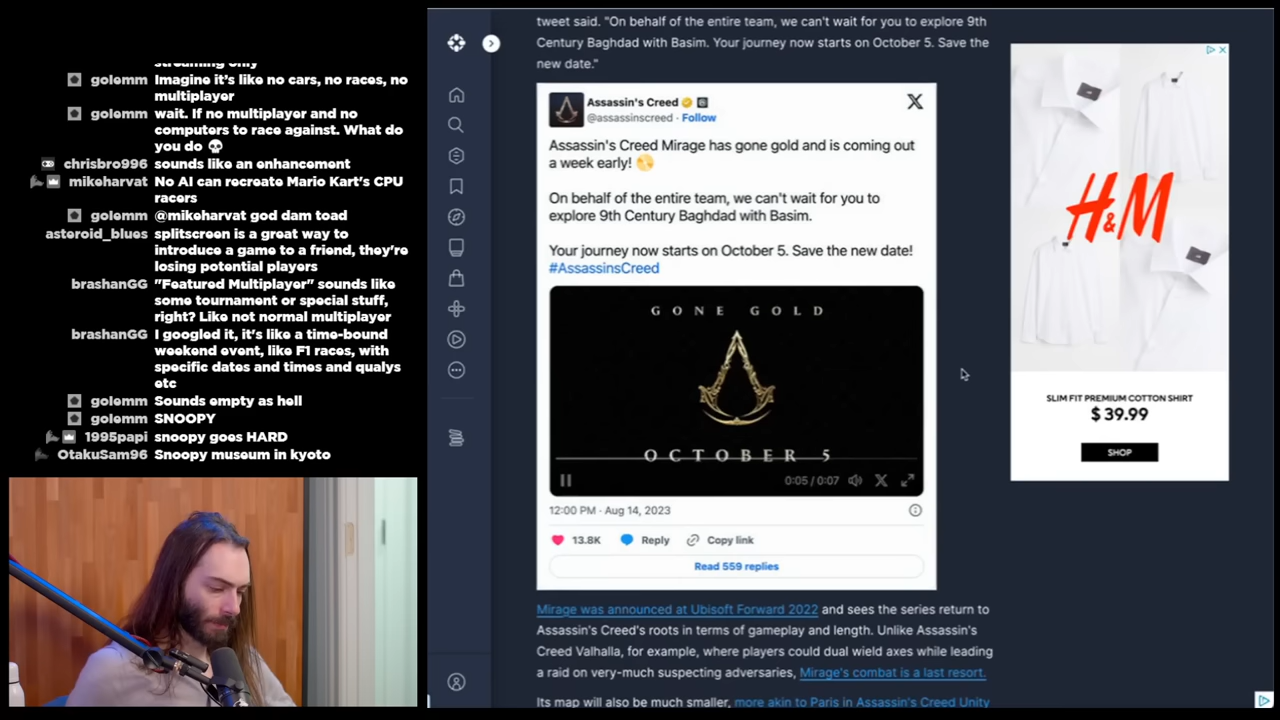 streaming only
golemm Imagine it's like no cars, no races, no
multiplayer
golemm wait. If no multiplayer and no
computers to race against. What do
you do 💀
chrisbro996 sounds like an enhancement
mikeharvat No AI can recreate Mario Kart's CPU
racers
golemm @mikeharvat god dam toad
asteroid_blues splitscreen is a great way to
introduce a game to a friend, they're
losing potential players
brashanGG "Featured Multiplayer" sounds like
some tournament or special stuff,
right? Like not normal multiplayer
brashanGG I googled it, it's like a time-bound
weekend event, like F1 races, with
specific dates and times and qualys
etc
golemm Sounds empty as hell
golemm SNOOPY
1995papi snoopy goes HARD
OtakuSam96 Snoopy museum in kyoto
tweet said. "On behalf of the entire team, we can't wait for you to explore 9th
Century Baghdad with Basim. Your journey now starts on October 5. Save the
new date."
Assassin's Creed
@assassinscreed · Follow
Assassin's Creed Mirage has gone gold and is coming out
a week early!
On behalf of the entire team, we can't wait for you to
explore 9th Century Baghdad with Basim.
Your journey now starts on October 5. Save the new date!
#AssassinsCreed
GONE GOLD
OCTOBER 5
0:05 / 0:07
12:00 PM · Aug 14, 2023
13.8K Reply Copy link
Read 559 replies
Mirage was announced at Ubisoft Forward 2022 and sees the series return to
Assassin's Creed's roots in terms of gameplay and length. Unlike Assassin's
Creed Valhalla, for example, where players could dual wield axes while leading
a raid on very-much suspecting adversaries, Mirage's combat is a last resort.
Its map will also be much smaller, more akin to Paris in Assassin's Creed Unity
H&M
SLIM FIT PREMIUM COTTON SHIRT
$ 39.99
SHOP